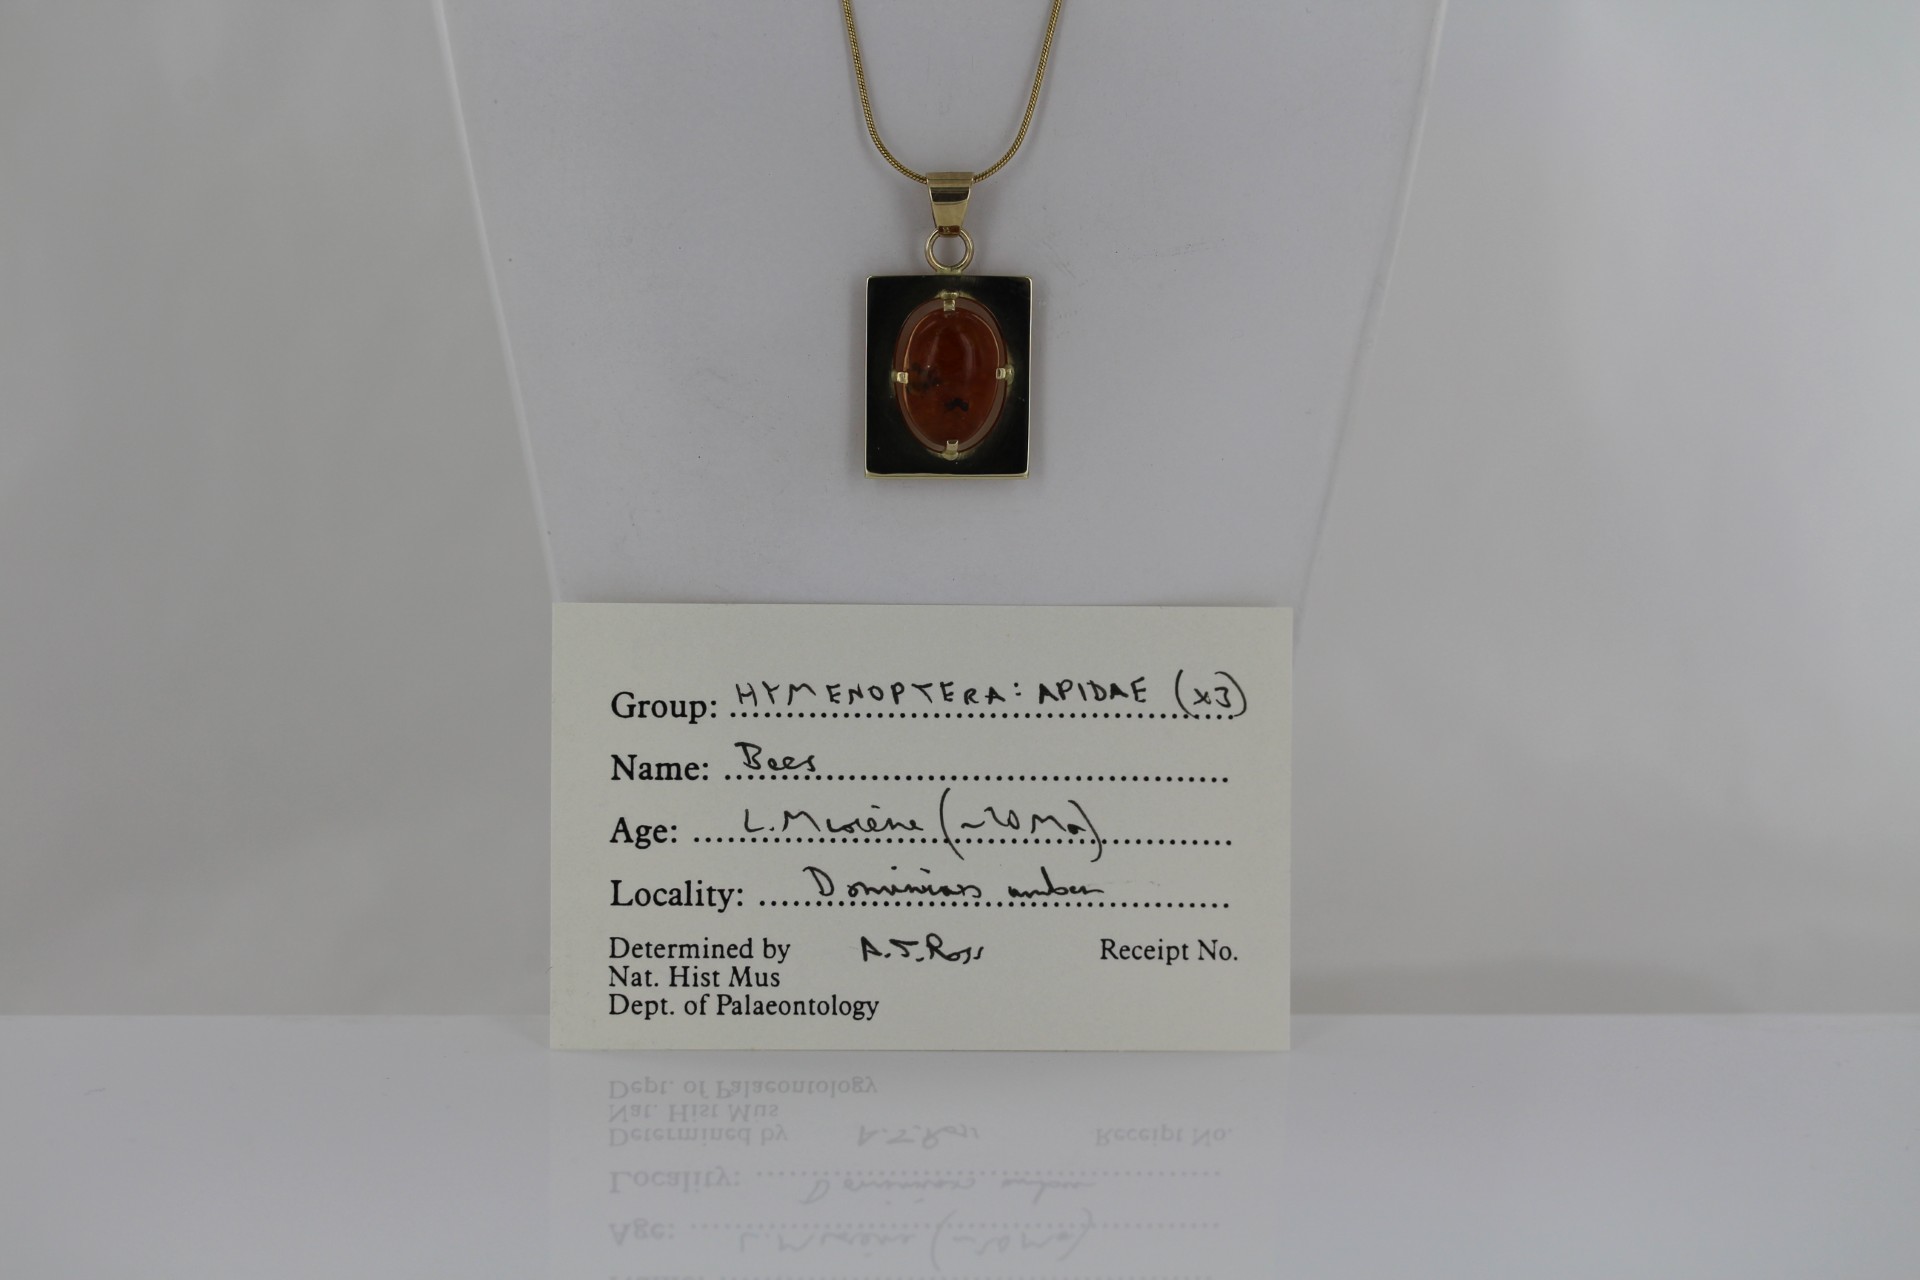 Group: HYMENOPTERA: APIDAE (x3)
Name: Bees
Age: L. Miocene (~20 Ma)
Locality: Dominican amber
Determined by A.J. Ross Receipt No.
Nat. Hist Mus
Dept. of Palaeontology